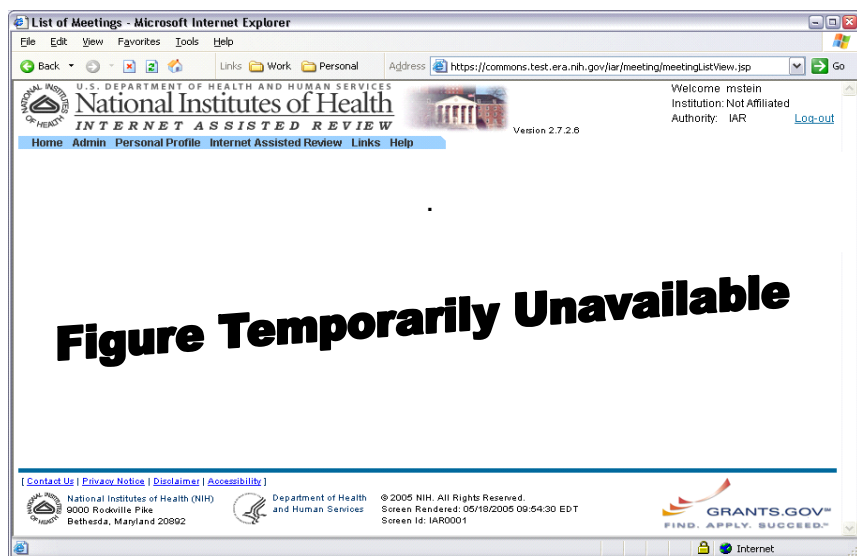 List of Meetings - Microsoft Internet Explorer
File Edit View Favorites Tools Help
Back Links Work Personal Address https://commons.test.era.nih.gov/iar/meeting/meetingListView.jsp Go
U.S. DEPARTMENT OF HEALTH AND HUMAN SERVICES
National Institutes of Health
INTERNET ASSISTED REVIEW
Version 2.7.2.6
Welcome mstein
Institution: Not Affiliated
Authority: IAR Log-out
Home Admin Personal Profile Internet Assisted Review Links Help
.
Figure Temporarily Unavailable
[ Contact Us | Privacy Notice | Disclaimer | Accessibility ]
National Institutes of Health (NIH)
9000 Rockville Pike
Bethesda, Maryland 20892
Department of Health
and Human Services
© 2005 NIH. All Rights Reserved.
Screen Rendered: 05/18/2005 09:54:30 EDT
Screen Id: IAR0001
GRANTS.GOV℠
FIND. APPLY. SUCCEED.℠
Internet